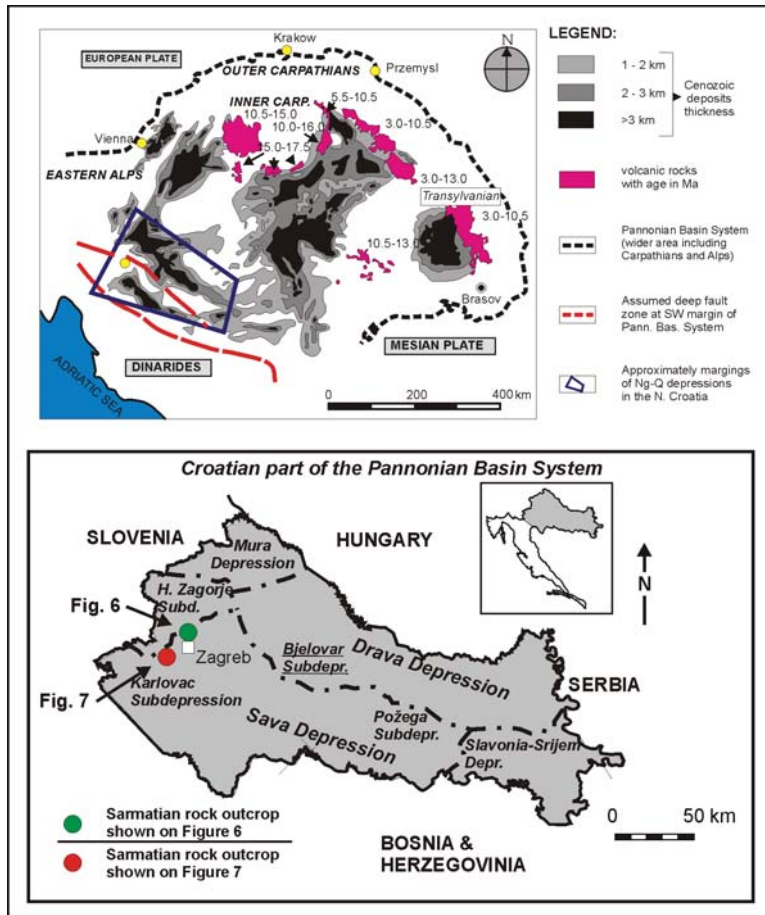 Krakow
EUROPEAN PLATE
OUTER CARPATHIANS
Przemysl
N
INNER CARP.
5.5-10.5
10.5-15.0
10.0-16.0
3.0-10.5
Vienna
15.0-17.5
EASTERN ALPS
3.0-13.0
Transylvanian
3.0-10.5
10.5-13.0
Brasov
MESIAN PLATE
DINARIDES
ADRIATIC SEA
0 200 400 km
LEGEND:
1 - 2 km
2 - 3 km
>3 km
Cenozoic
deposits
thickness
volcanic rocks
with age in Ma
Pannonian Basin System
(wider area including
Carpathians and Alps)
Assumed deep fault
zone at SW margin of
Pann. Bas. System
Approximately margings
of Ng-Q depressions
in the N. Croatia
Croatian part of the Pannonian Basin System
SLOVENIA
HUNGARY
Mura
Depression
N
H. Zagorje
Subd.
Fig. 6
Zagreb
Bjelovar
Subdepr.
Drava Depression
SERBIA
Fig. 7
Karlovac
Subdepression
Sava Depression
Požega
Subdepr.
Slavonia-Srijem
Depr.
Sarmatian rock outcrop
shown on Figure 6
Sarmatian rock outcrop
shown on Figure 7
0 50 km
BOSNIA &
HERZEGOVINIA